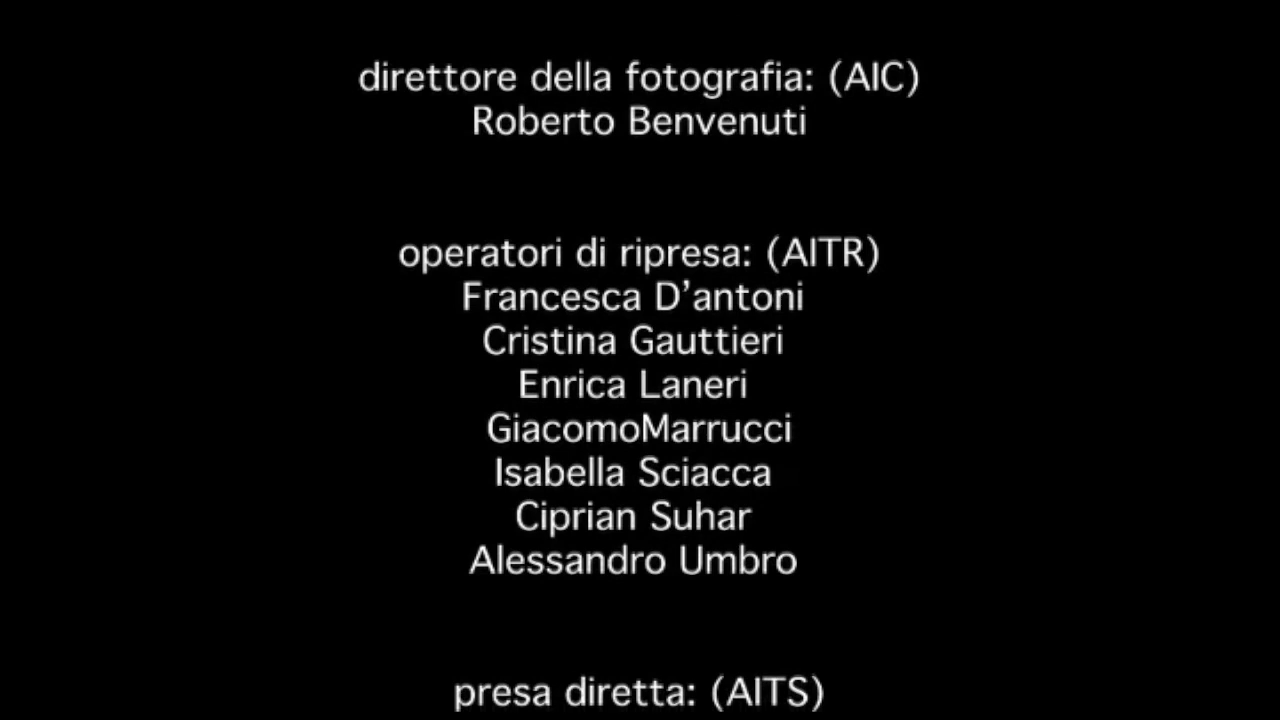 direttore della fotografia: (AIC)
Roberto Benvenuti
operatori di ripresa: (AITR)
Francesca D’antoni
Cristina Gauttieri
Enrica Laneri
GiacomoMarrucci
Isabella Sciacca
Ciprian Suhar
Alessandro Umbro
presa diretta: (AITS)